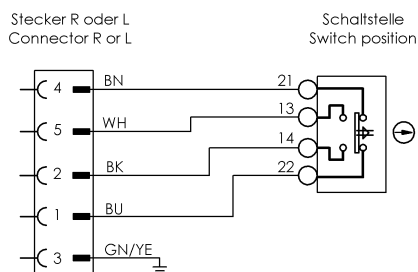 Stecker R oder L
Connector R or L
Schaltstelle
Switch position
4 BN 21
5 WH 13
2 BK 14
1 BU 22
3 GN/YE